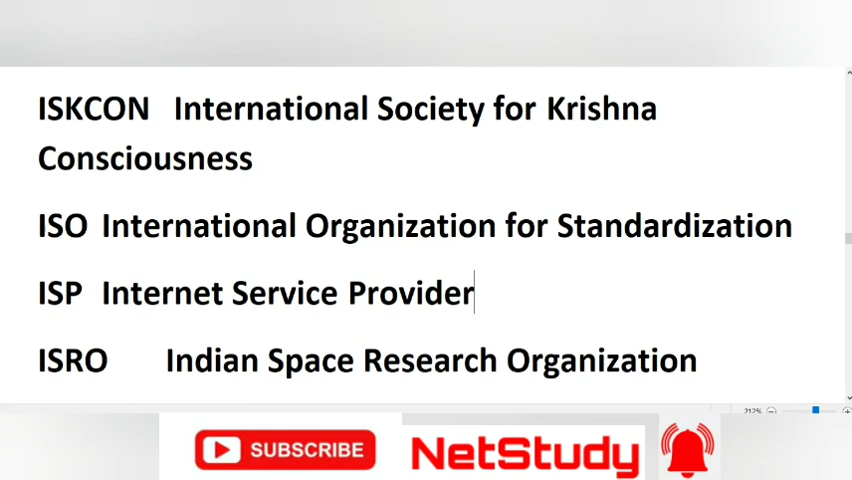 ISKCON International Society for Krishna
Consciousness
ISO International Organization for Standardization
ISP Internet Service Provider
ISRO Indian Space Research Organization
212%
SUBSCRIBE
NetStudy